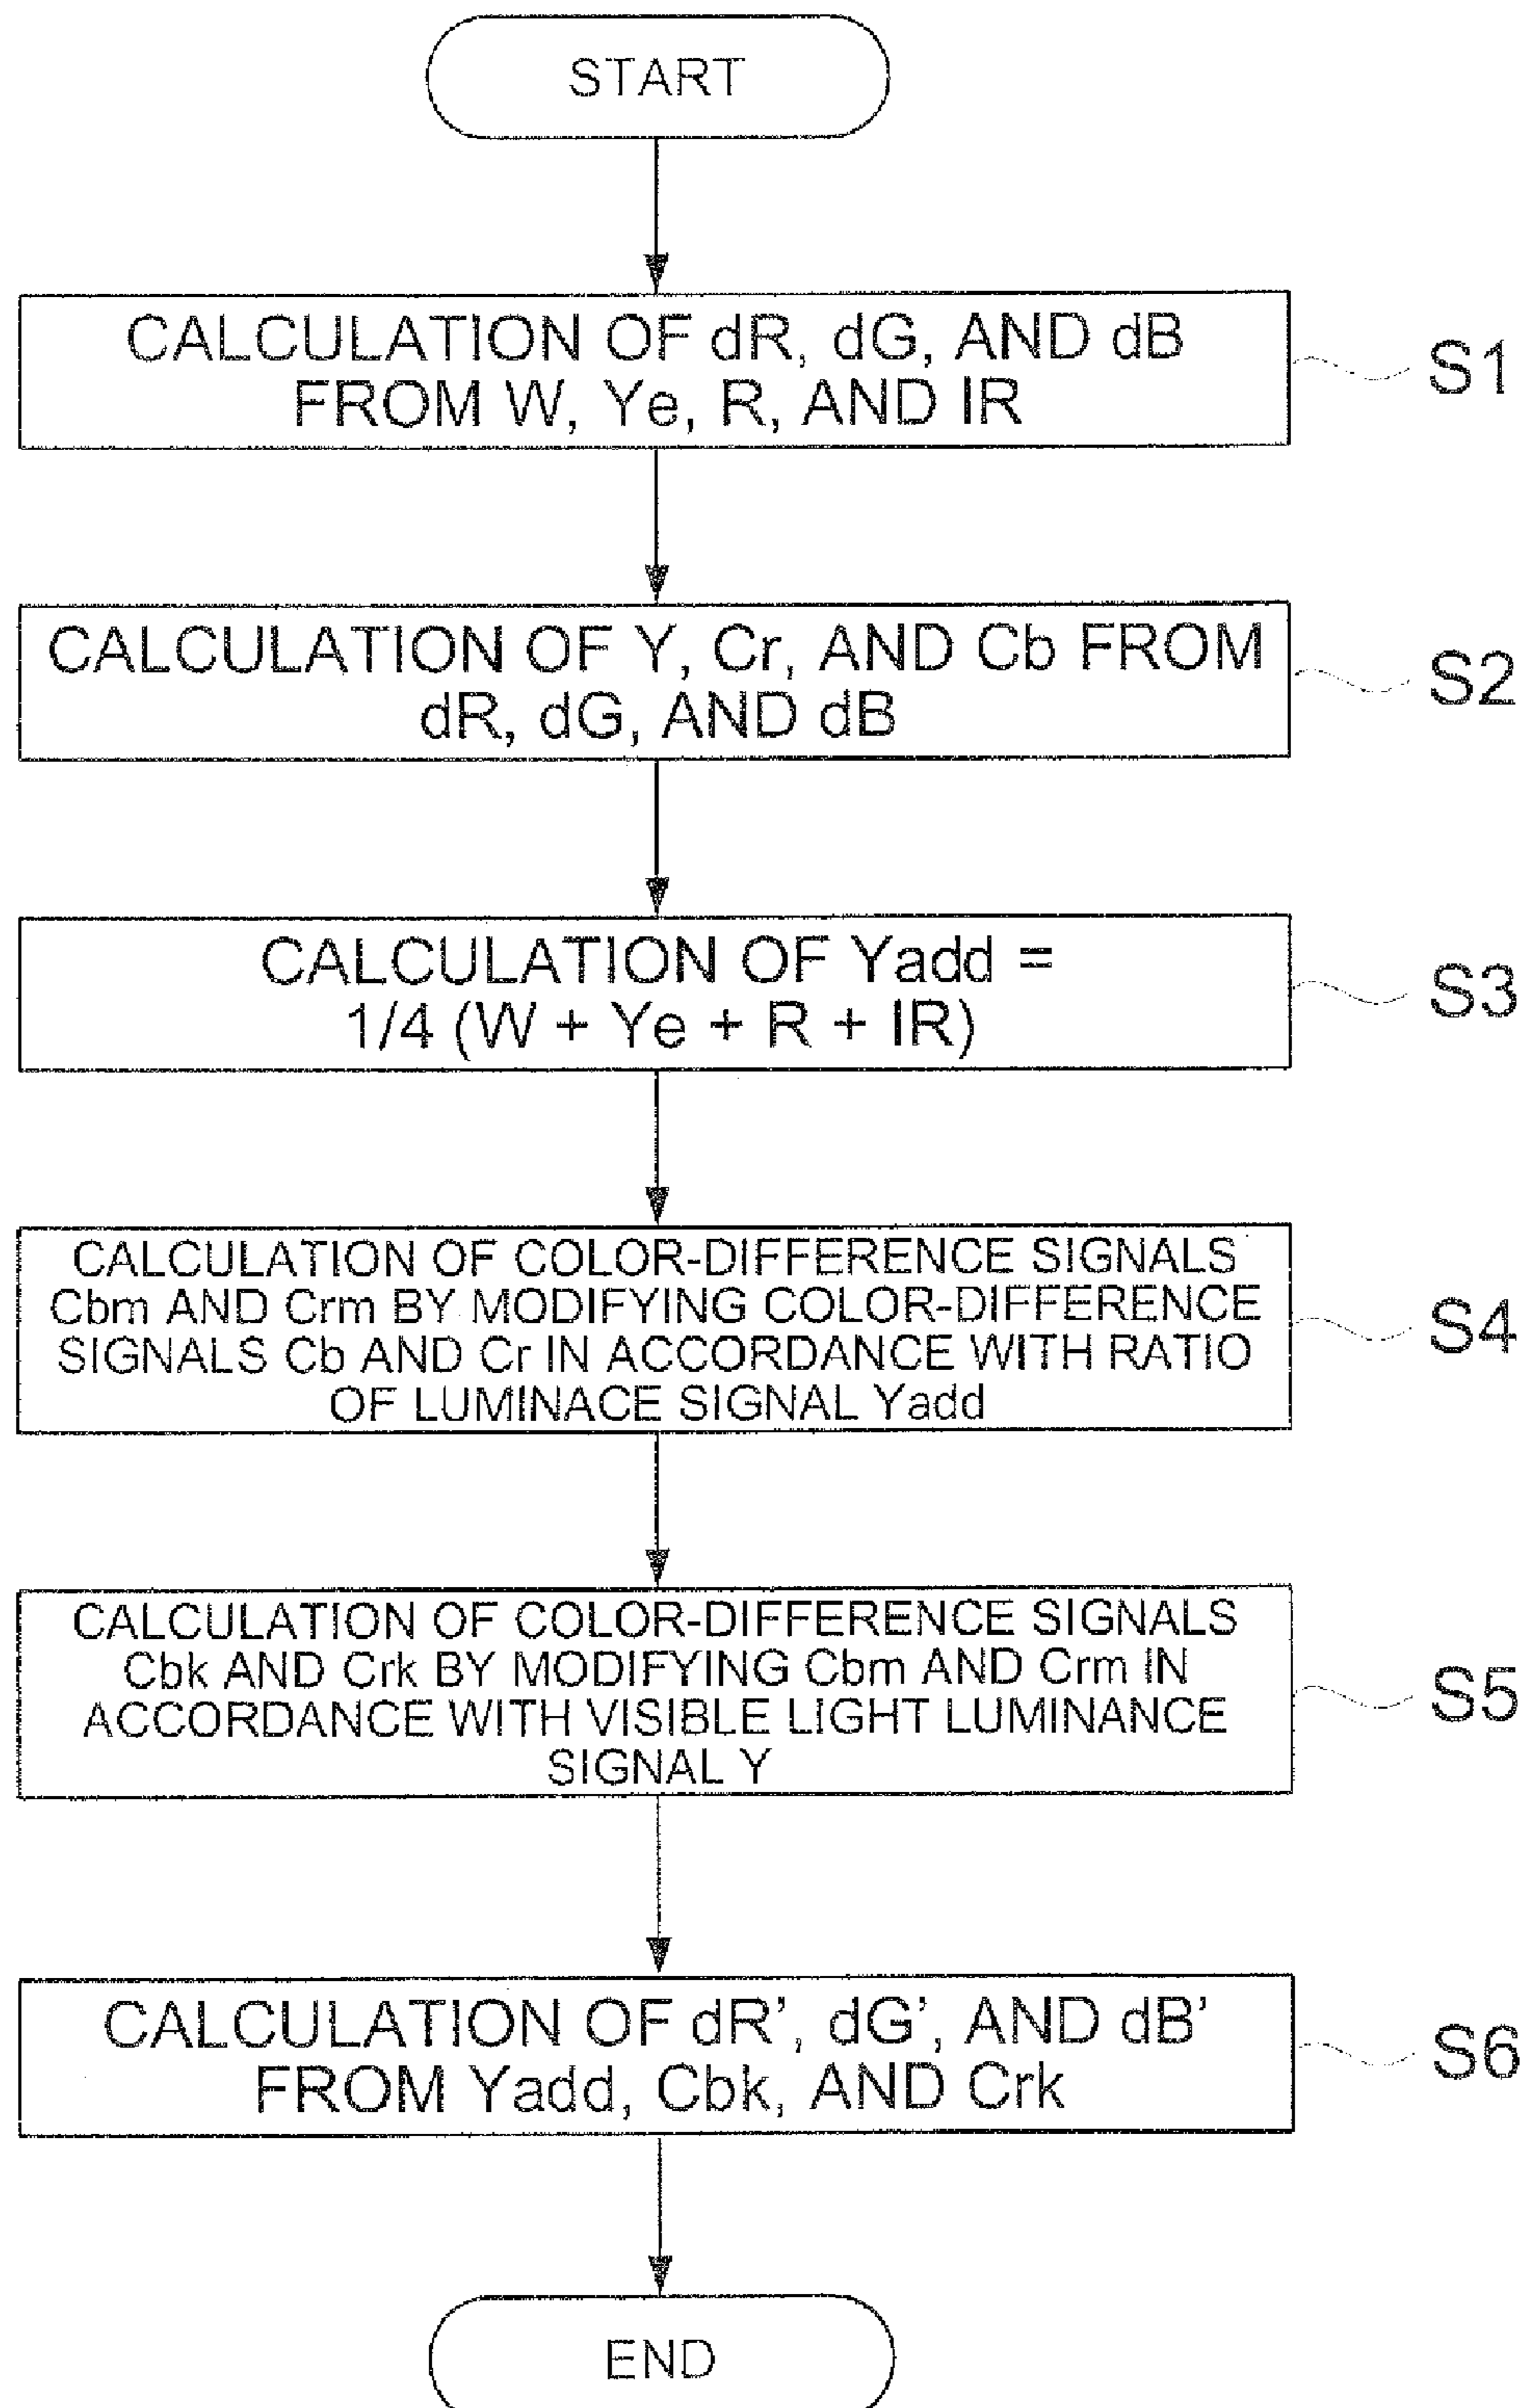 START
CALCULATION OF dR, dG, AND dB
FROM W, Ye, R, AND IR
S1
CALCULATION OF Y, Cr, AND Cb FROM
dR, dG, AND dB
S2
CALCULATION OF Yadd =
1/4 (W + Ye + R + IR)
S3
CALCULATION OF COLOR-DIFFERENCE SIGNALS
Cbm AND Crm BY MODIFYING COLOR-DIFFERENCE
SIGNALS Cb AND Cr IN ACCORDANCE WITH RATIO
OF LUMINACE SIGNAL Yadd
S4
CALCULATION OF COLOR-DIFFERENCE SIGNALS
Cbk AND Crk BY MODIFYING Cbm AND Crm IN
ACCORDANCE WITH VISIBLE LIGHT LUMINANCE
SIGNAL Y
S5
CALCULATION OF dR’, dG’, AND dB’
FROM Yadd, Cbk, AND Crk
S6
END